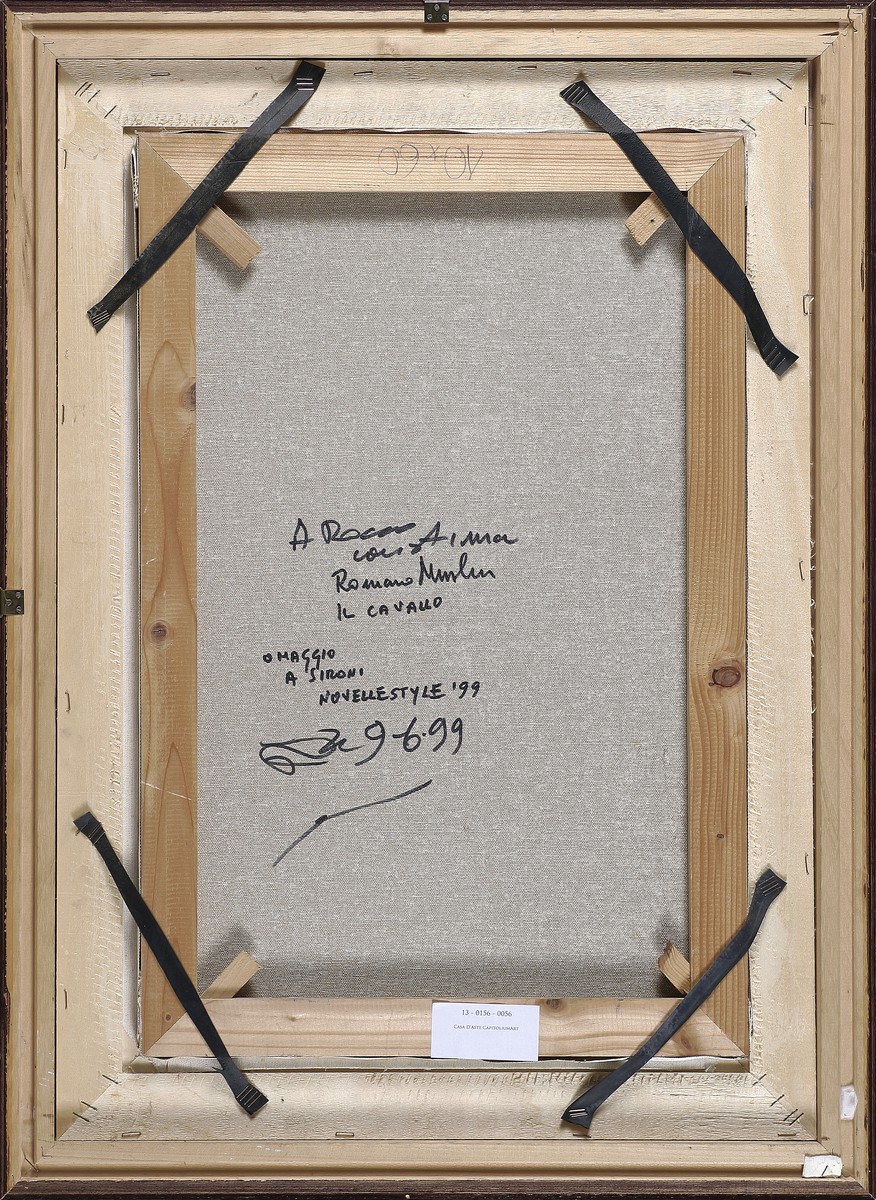 40x60
A Rocco
con stima
Romano Mussolini
IL CAVALLO
OMAGGIO
A SIRONI
NOVELLESTYLE '99
9-6-99
13 - 0156 - 0056
CASA D'ASTE CAPITOLIUMART